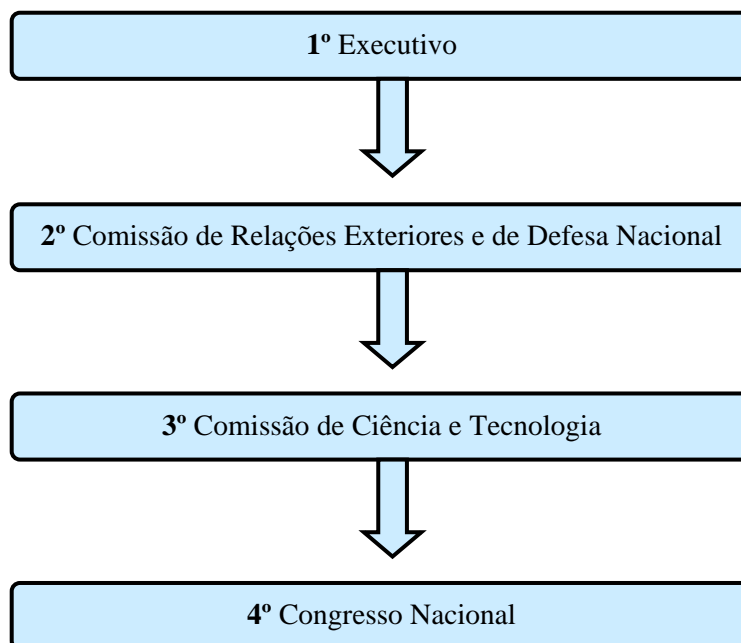 1º Executivo
2º Comissão de Relações Exteriores e de Defesa Nacional
3º Comissão de Ciência e Tecnologia
4º Congresso Nacional